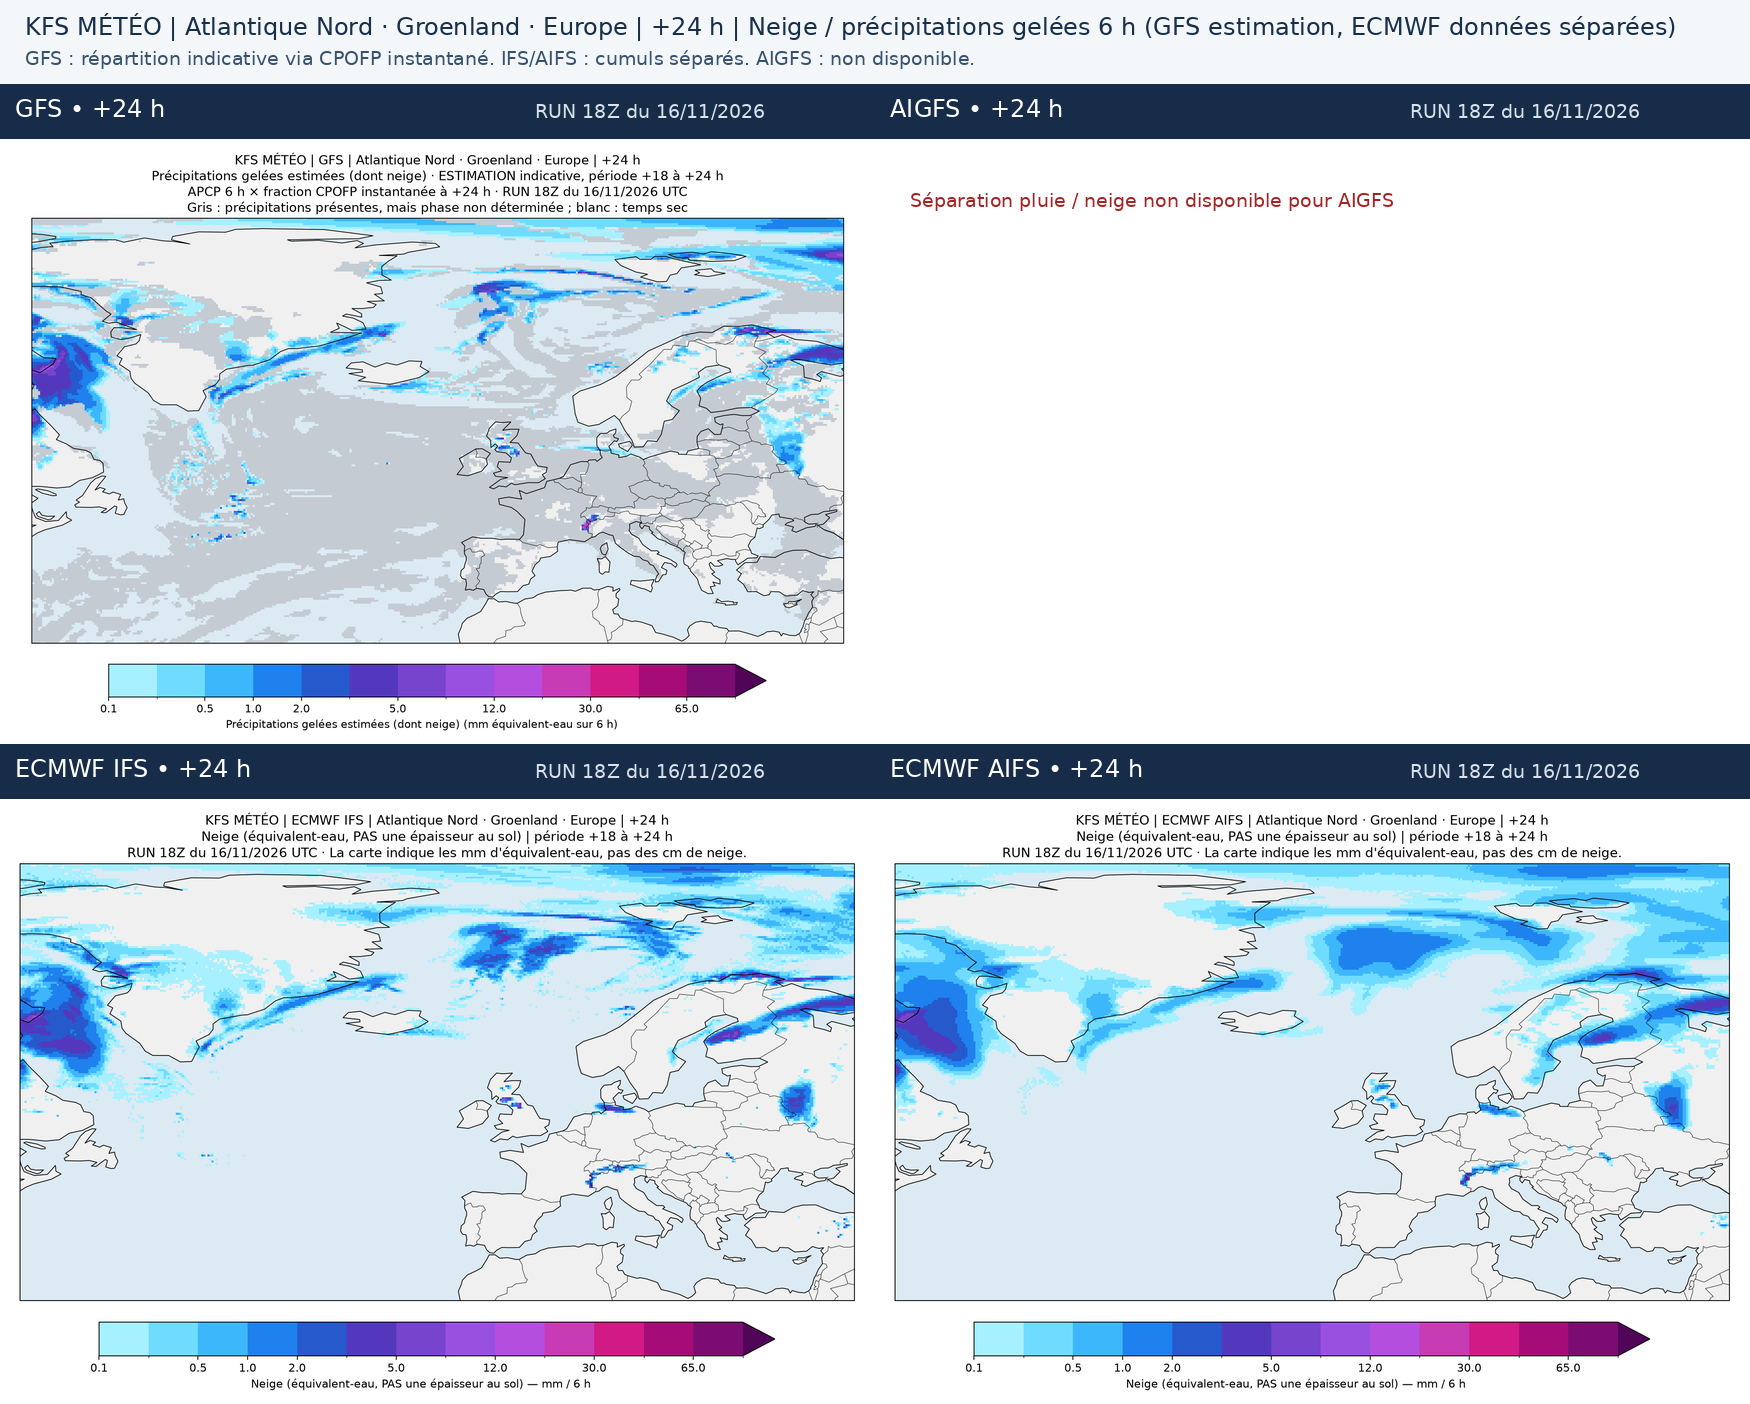 KFS MÉTÉO | Atlantique Nord · Groenland · Europe | +24 h | Neige / précipitations gelées 6 h (GFS estimation, ECMWF données séparées)
GFS : répartition indicative via CPOFP instantané. IFS/AIFS : cumuls séparés. AIGFS : non disponible.
GFS • +24 h
RUN 18Z du 16/11/2026
AIGFS • +24 h
RUN 18Z du 16/11/2026
KFS MÉTÉO | GFS | Atlantique Nord · Groenland · Europe | +24 h
Précipitations gelées estimées (dont neige) · ESTIMATION indicative, période +18 à +24 h
APCP 6 h × fraction CPOFP instantanée à +24 h · RUN 18Z du 16/11/2026 UTC
Gris : précipitations présentes, mais phase non déterminée ; blanc : temps sec
Séparation pluie / neige non disponible pour AIGFS
0.1 0.5 1.0 2.0 5.0 12.0 30.0 65.0
Précipitations gelées estimées (dont neige) (mm équivalent-eau sur 6 h)
ECMWF IFS • +24 h
RUN 18Z du 16/11/2026
ECMWF AIFS • +24 h
RUN 18Z du 16/11/2026
KFS MÉTÉO | ECMWF IFS | Atlantique Nord · Groenland · Europe | +24 h
Neige (équivalent-eau, PAS une épaisseur au sol) | période +18 à +24 h
RUN 18Z du 16/11/2026 UTC · La carte indique les mm d'équivalent-eau, pas des cm de neige.
0.1 0.5 1.0 2.0 5.0 12.0 30.0 65.0
Neige (équivalent-eau, PAS une épaisseur au sol) — mm / 6 h
KFS MÉTÉO | ECMWF AIFS | Atlantique Nord · Groenland · Europe | +24 h
Neige (équivalent-eau, PAS une épaisseur au sol) | période +18 à +24 h
RUN 18Z du 16/11/2026 UTC · La carte indique les mm d'équivalent-eau, pas des cm de neige.
0.1 0.5 1.0 2.0 5.0 12.0 30.0 65.0
Neige (équivalent-eau, PAS une épaisseur au sol) — mm / 6 h